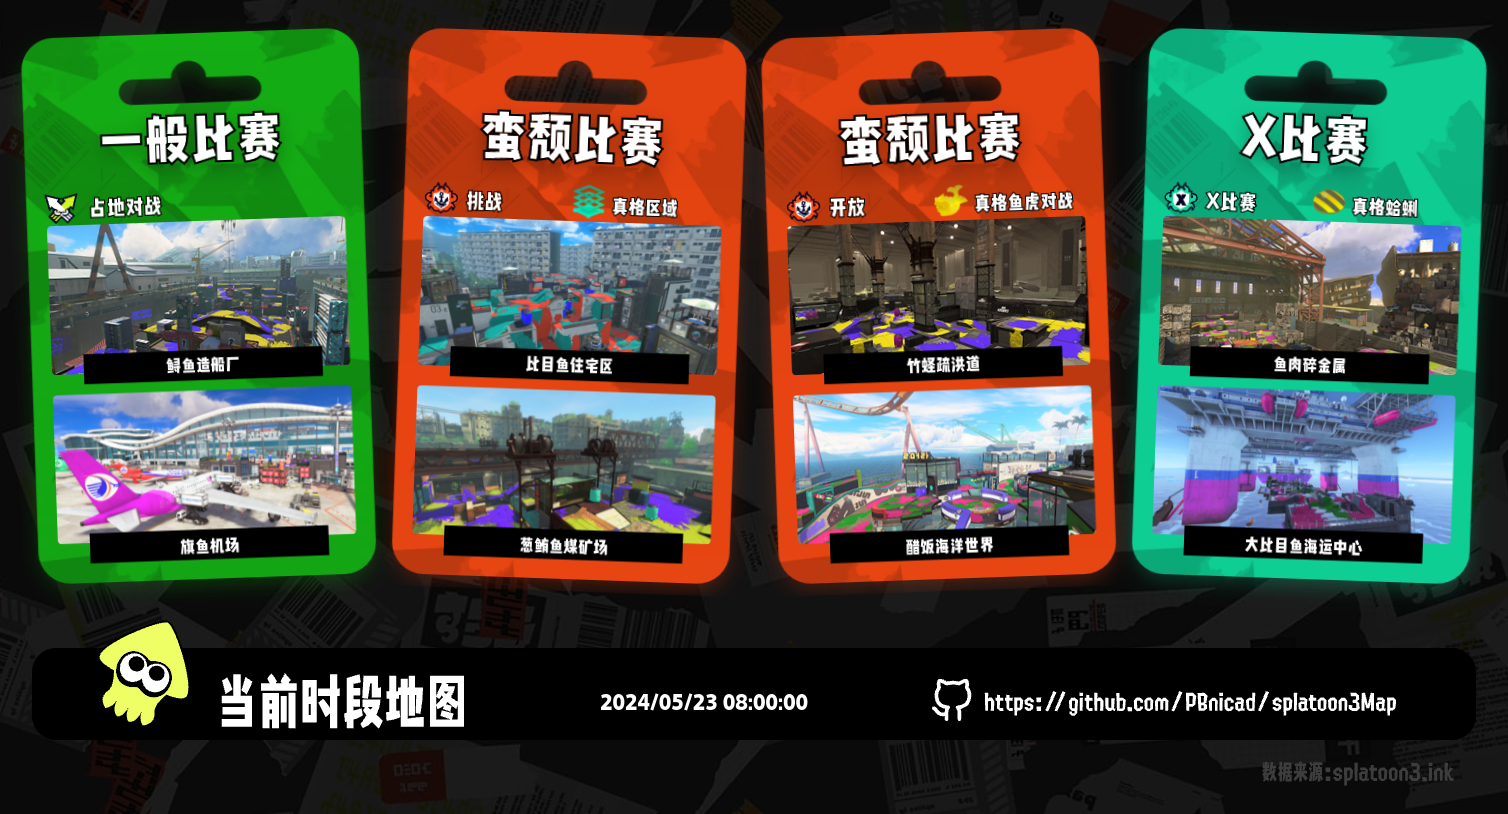 一般比赛
占地对战
鲟鱼造船厂
旗鱼机场
蛮颓比赛
挑战
真格区域
比目鱼住宅区
葱鲔鱼煤矿场
蛮颓比赛
开放
真格鱼虎对战
竹蛏疏洪道
醋饭海洋世界
X比赛
X比赛
真格蛤蜊
鱼肉碎金属
大比目鱼海运中心
当前时段地图
2024/05/23 08:00:00
https://github.com/PBnicad/splatoon3Map
数据来源:splatoon3.ink